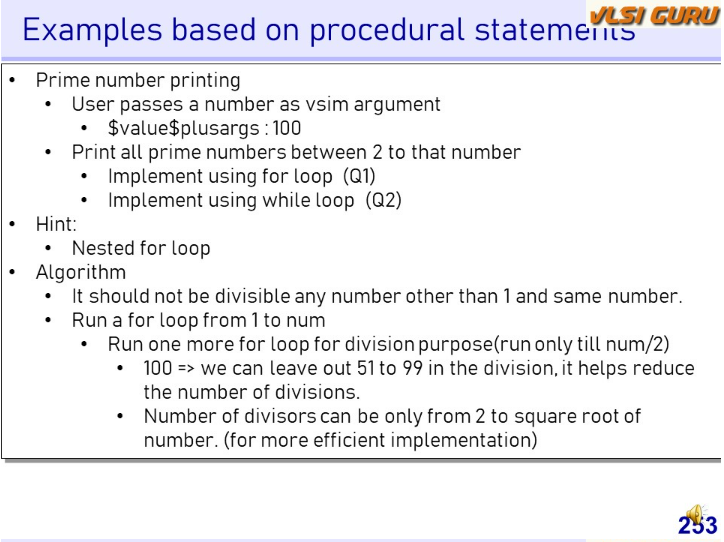 Examples based on procedural statements
VLSI GURU
• Prime number printing
• User passes a number as vsim argument
• $value$plusargs : 100
• Print all prime numbers between 2 to that number
• Implement using for loop (Q1)
• Implement using while loop (Q2)
• Hint:
• Nested for loop
• Algorithm
• It should not be divisible any number other than 1 and same number.
• Run a for loop from 1 to num
• Run one more for loop for division purpose(run only till num/2)
• 100 => we can leave out 51 to 99 in the division, it helps reduce
the number of divisions.
• Number of divisors can be only from 2 to square root of
number. (for more efficient implementation)
253